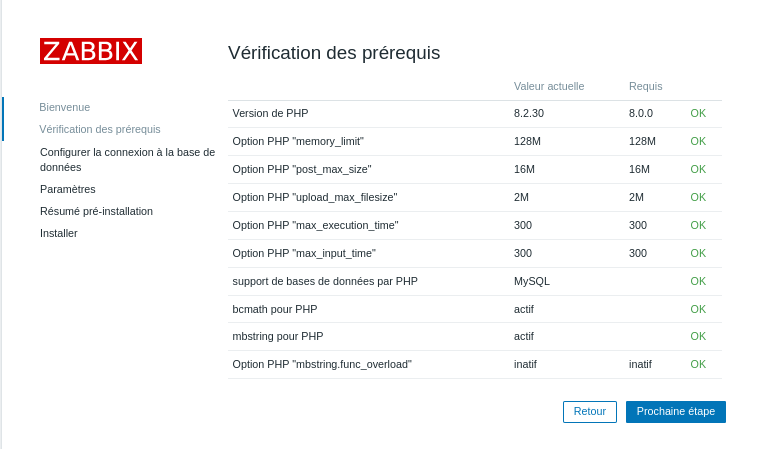 ZABBIX
Bienvenue
Vérification des prérequis
Configurer la connexion à la base de
données
Paramètres
Résumé pré-installation
Installer
Vérification des prérequis
Valeur actuelle Requis
Version de PHP 8.2.30 8.0.0 OK
Option PHP "memory_limit" 128M 128M OK
Option PHP "post_max_size" 16M 16M OK
Option PHP "upload_max_filesize" 2M 2M OK
Option PHP "max_execution_time" 300 300 OK
Option PHP "max_input_time" 300 300 OK
support de bases de données par PHP MySQL OK
bcmath pour PHP actif OK
mbstring pour PHP actif OK
Option PHP "mbstring.func_overload" inatif inatif OK
Retour Prochaine étape